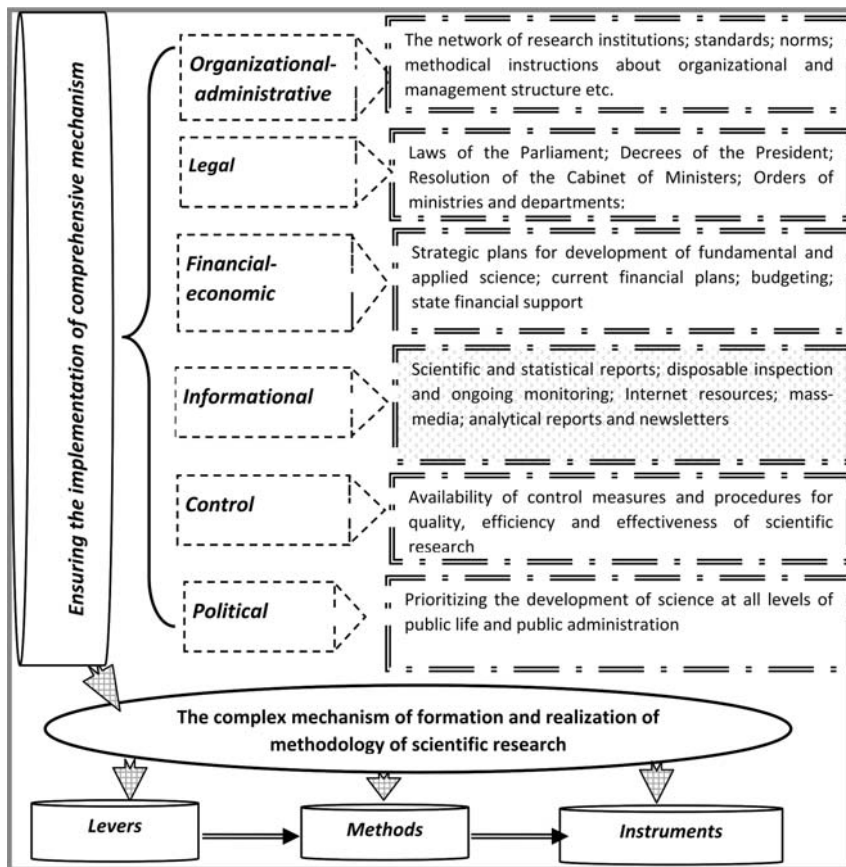 Ensuring the implementation of comprehensive mechanism
Organizational-
administrative
The network of research institutions; standards; norms;
methodical instructions about organizational and
management structure etc.
Legal
Laws of the Parliament; Decrees of the President;
Resolution of the Cabinet of Ministers; Orders of
ministries and departments;
Financial-
economic
Strategic plans for development of fundamental and
applied science; current financial plans; budgeting;
state financial support
Informational
Scientific and statistical reports; disposable inspection
and ongoing monitoring; Internet resources; mass-
media; analytical reports and newsletters
Control
Availability of control measures and procedures for
quality, efficiency and effectiveness of scientific
research
Political
Prioritizing the development of science at all levels of
public life and public administration
The complex mechanism of formation and realization of
methodology of scientific research
Levers
Methods
Instruments